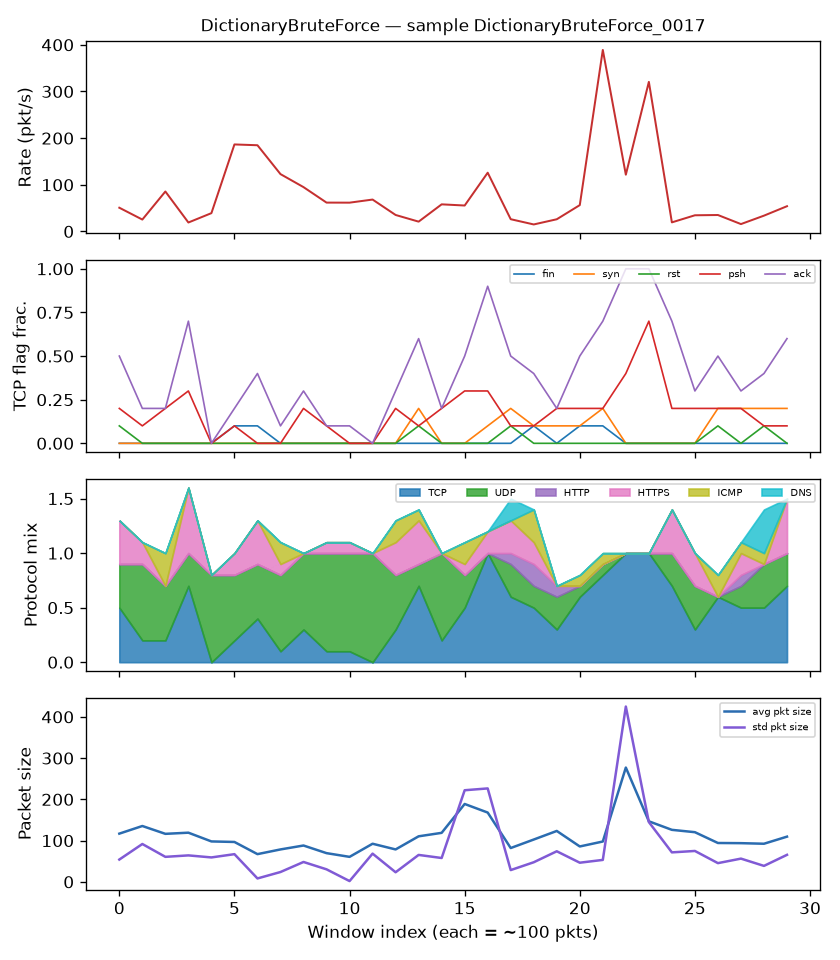 DictionaryBruteForce — sample DictionaryBruteForce_0017
400
300
200
100
0
Rate (pkt/s)
1.00
0.75
0.50
0.25
0.00
TCP flag frac.
fin syn rst psh ack
1.5
1.0
0.5
0.0
Protocol mix
TCP UDP HTTP HTTPS ICMP DNS
400
300
200
100
0
Packet size
avg pkt size
std pkt size
0 5 10 15 20 25 30
Window index (each = ~100 pkts)